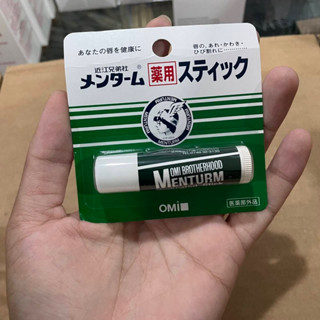 あなたの唇を健康に
唇の、あれ・かわき・
ひび割れに………
近江兄弟社
メンターム薬用スティック
MENTURM
OMI BROTHERHOOD
MENTURM
OMI
医薬部外品